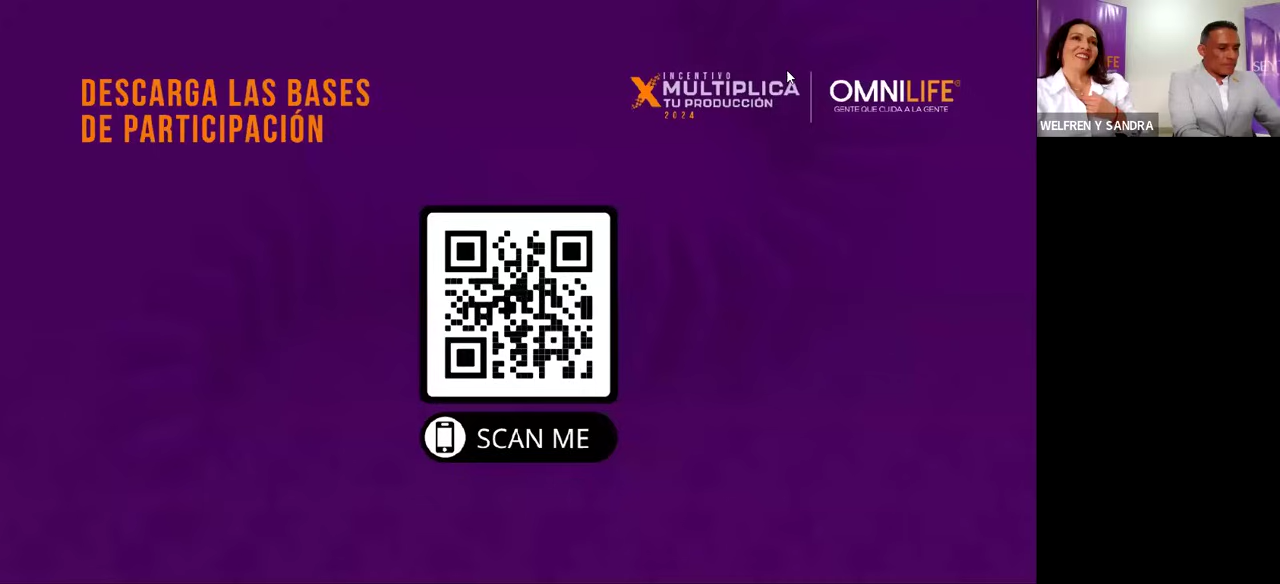 DESCARGA LAS BASES
DE PARTICIPACIÓN
INCENTIVO
MULTIPLICA
TU PRODUCCIÓN
2024
OMNILIFE
GENTE QUE CUIDA A LA GENTE
SCAN ME
WELFREN Y SANDRA